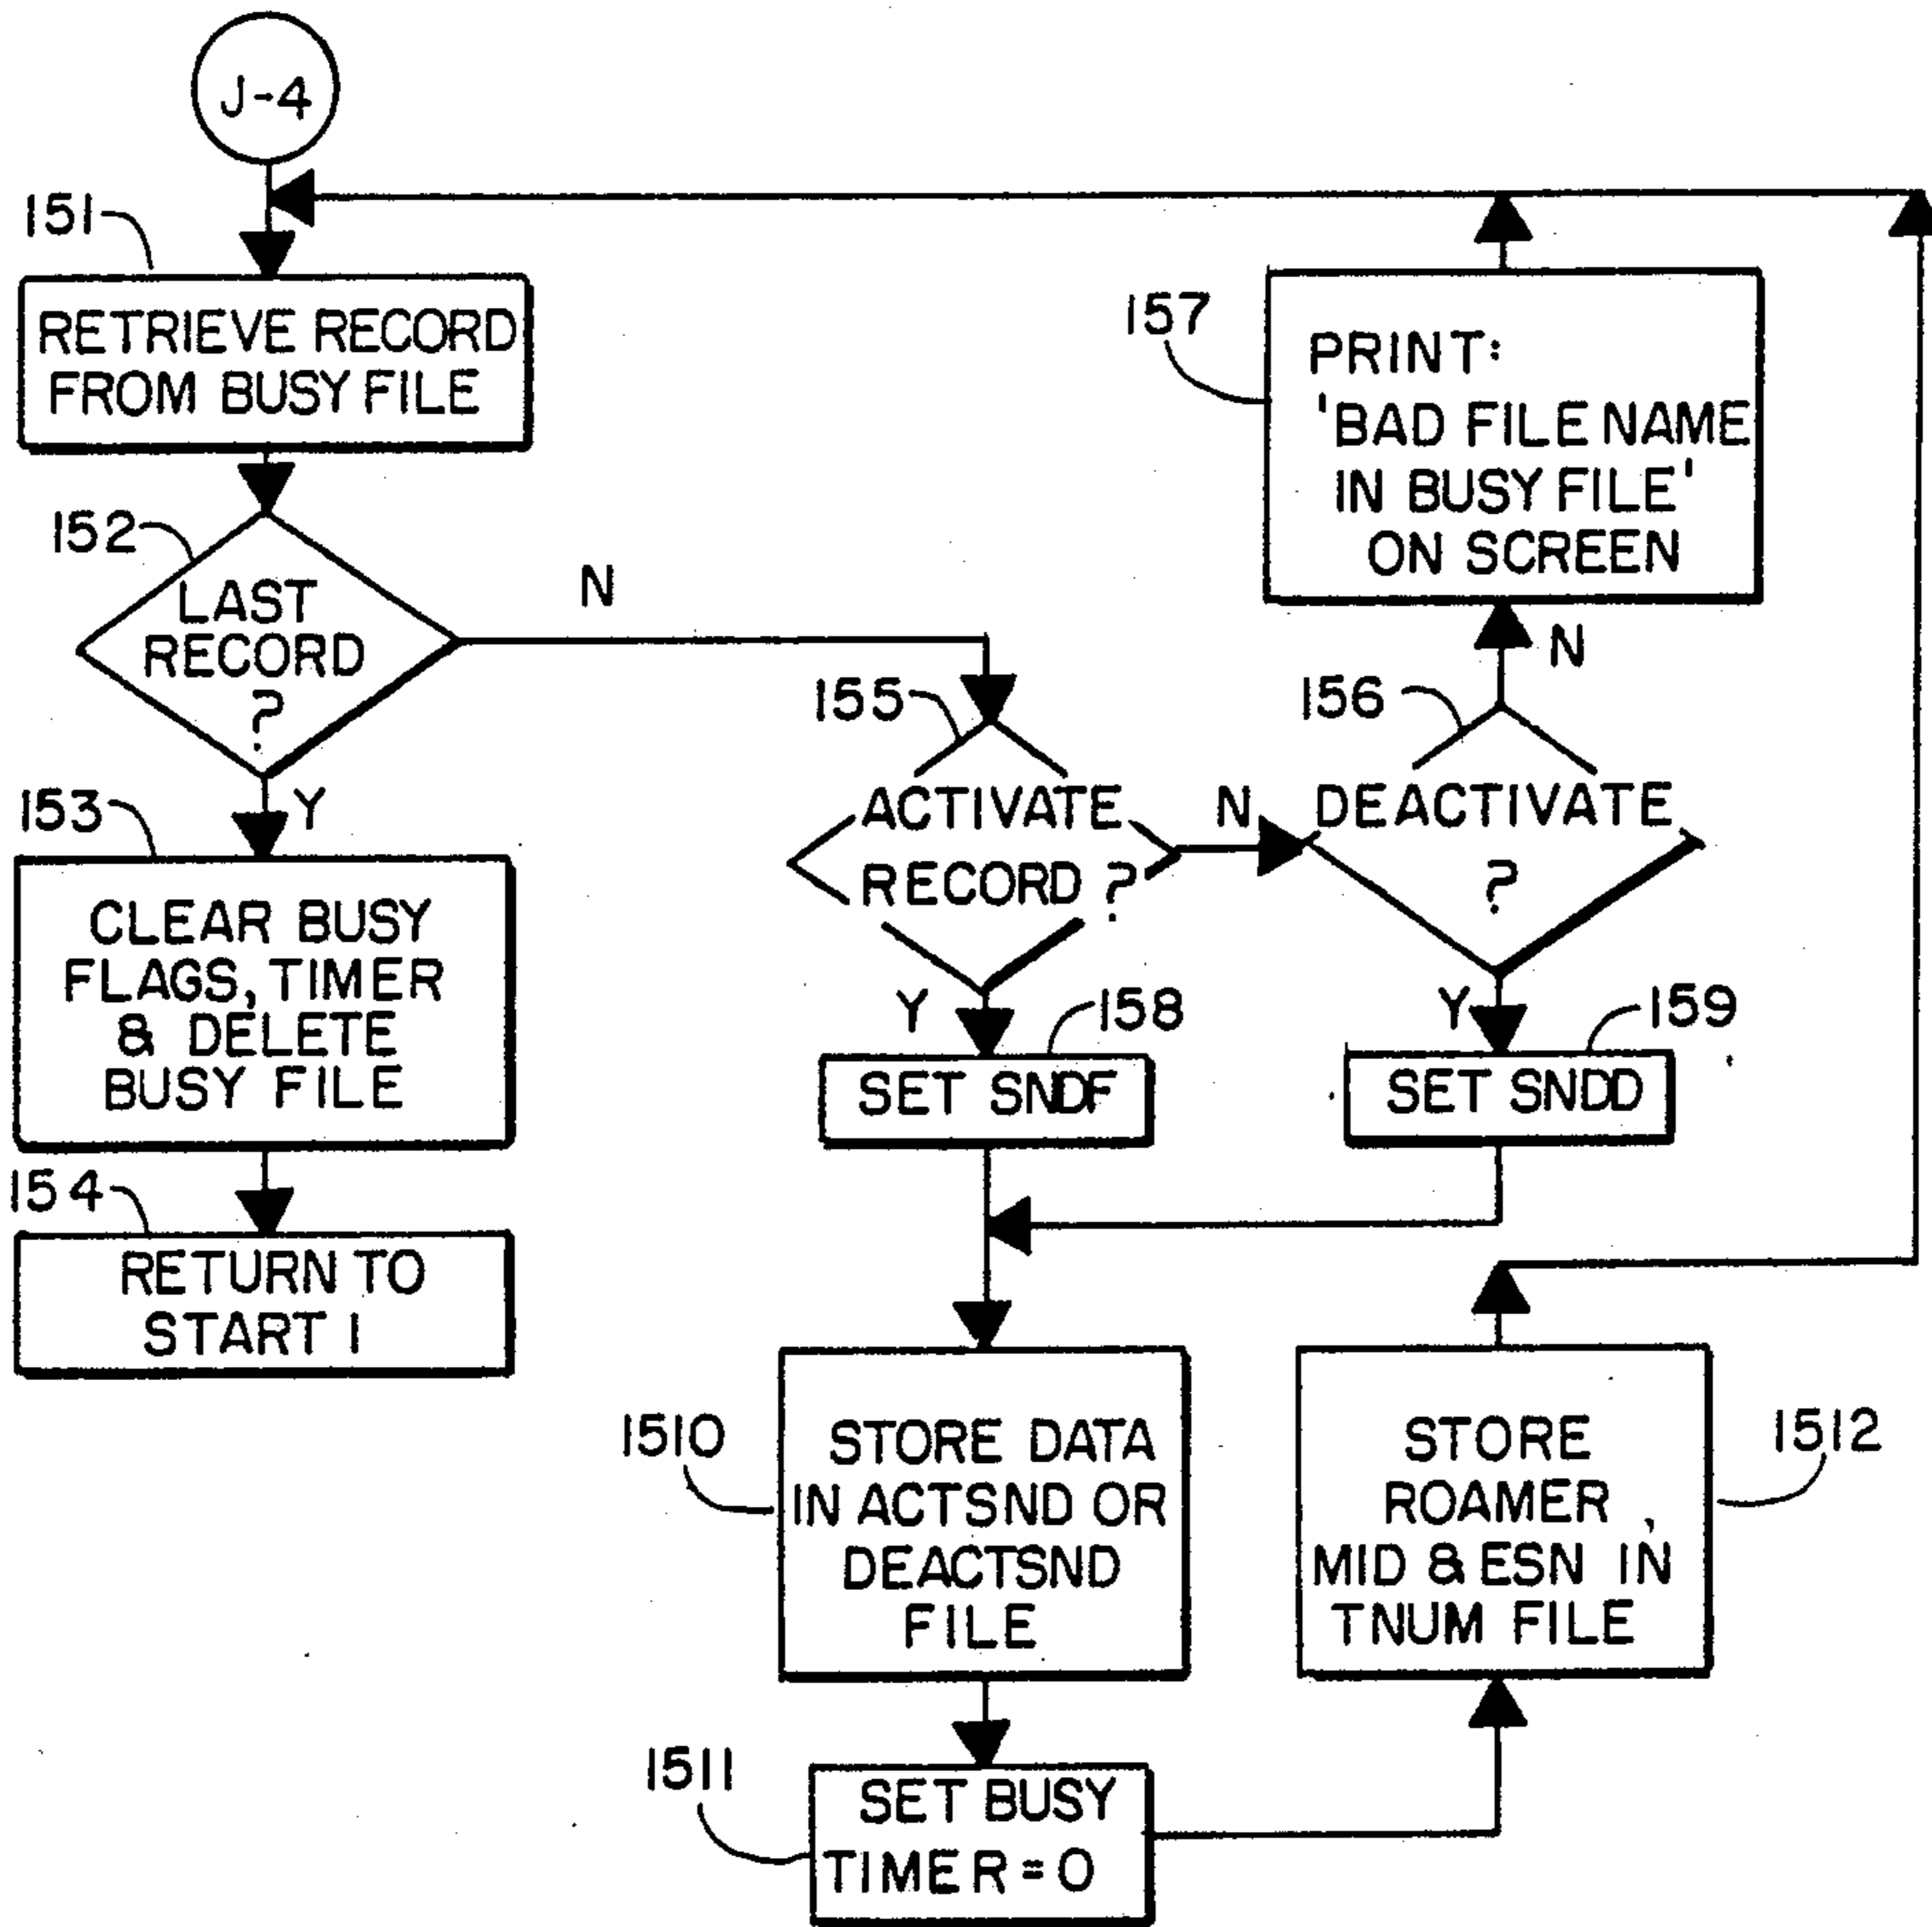 J-4
151
RETRIEVE RECORD
FROM BUSY FILE
152
LAST
RECORD
?
N
Y
153
CLEAR BUSY
FLAGS, TIMER
& DELETE
BUSY FILE
154
RETURN TO
START 1
155
ACTIVATE
RECORD ?
N
Y
156
DEACTIVATE
?
N
Y
157
PRINT:
'BAD FILE NAME
IN BUSY FILE'
ON SCREEN
158
SET SNDF
159
SET SNDD
1510
STORE DATA
IN ACTSND OR
DEACTSND
FILE
1511
SET BUSY
TIMER = 0
1512
STORE
ROAMER,
MID & ESN IN
TNUM FILE